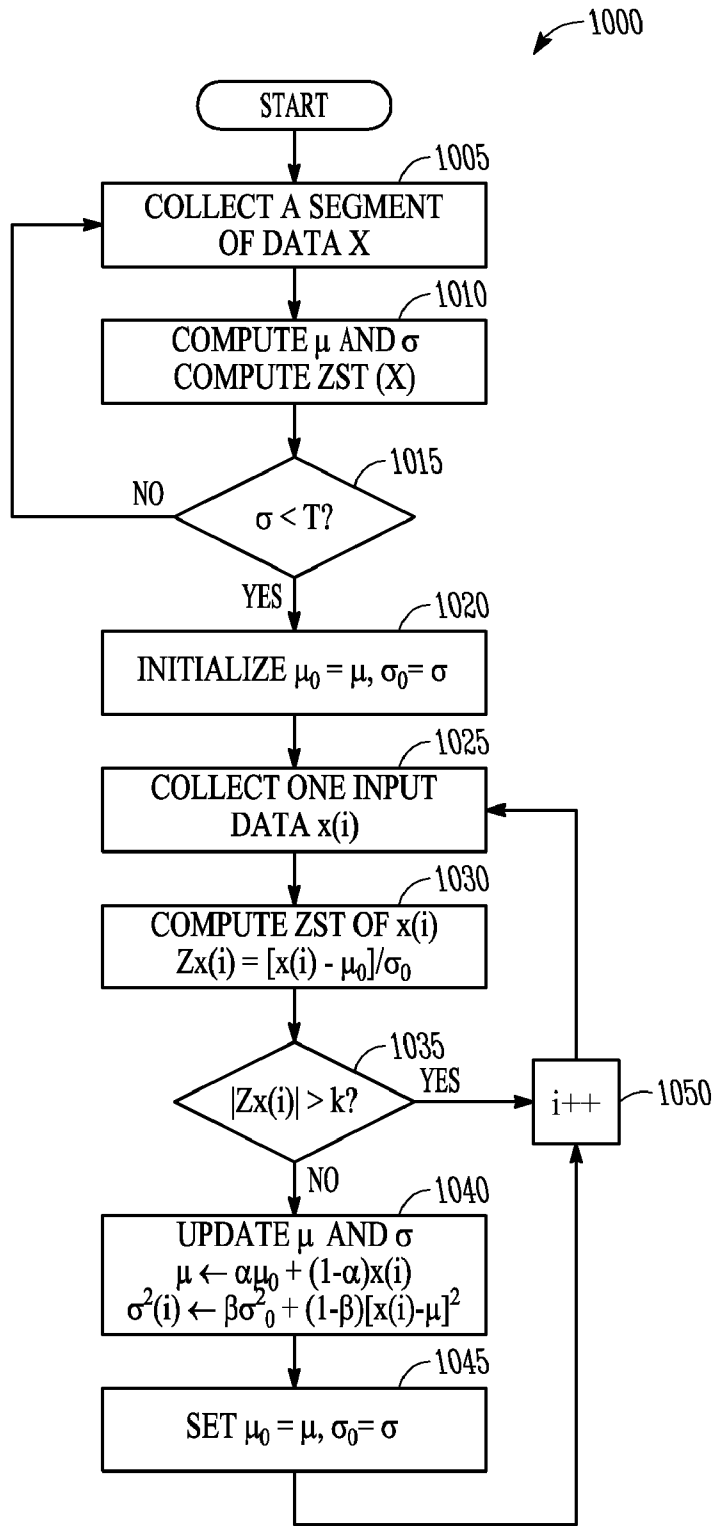 1000
START
1005
COLLECT A SEGMENT
OF DATA X
1010
COMPUTE μ AND σ
COMPUTE ZST (X)
1015
NO
σ < T?
YES
1020
INITIALIZE μ₀ = μ, σ₀= σ
1025
COLLECT ONE INPUT
DATA x(i)
1030
COMPUTE ZST OF x(i)
Zx(i) = [x(i) - μ₀]/σ₀
1035
|Zx(i)| > k?
YES
i++
1050
NO
1040
UPDATE μ AND σ
μ ← αμ₀ + (1-α)x(i)
σ²(i) ← βσ²₀ + (1-β)[x(i)-μ]²
1045
SET μ₀ = μ, σ₀= σ